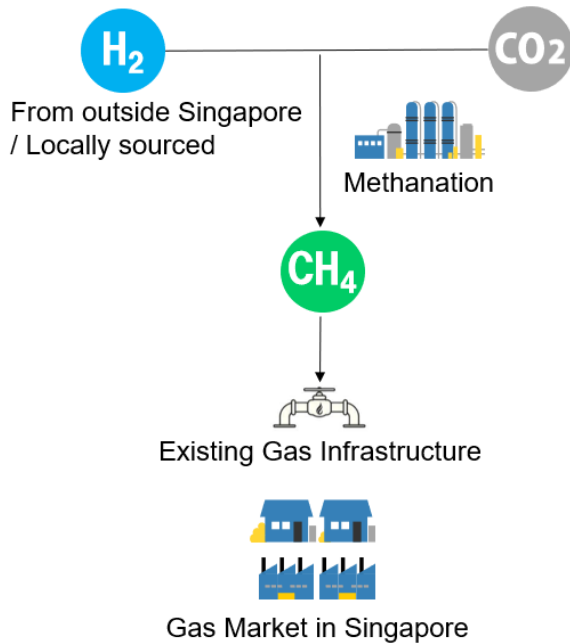 H₂
CO2
From outside Singapore
/ Locally sourced
Methanation
CH₄
Existing Gas Infrastructure
Gas Market in Singapore